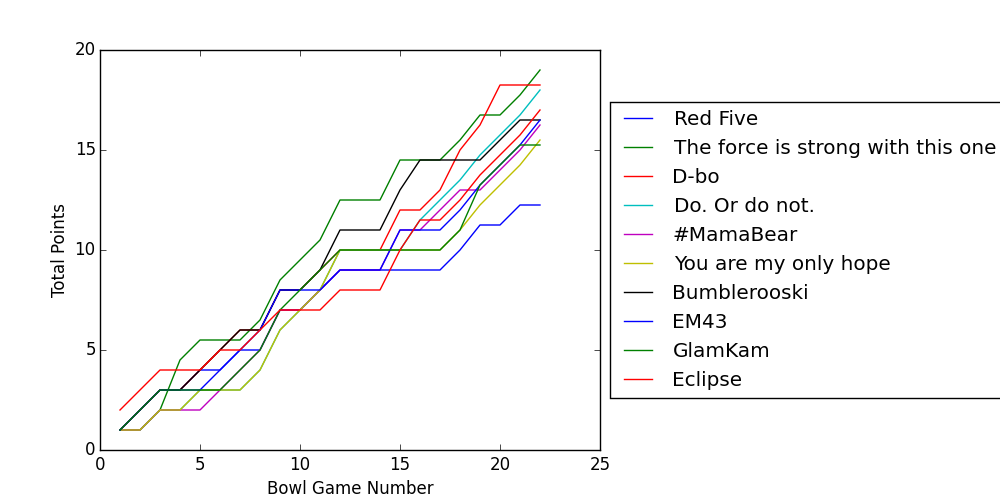 20
15
10
5
0
0 5 10 15 20 25
Total Points
Bowl Game Number
Red Five
The force is strong with this one
D-bo
Do. Or do not.
#MamaBear
You are my only hope
Bumblerooski
EM43
GlamKam
Eclipse